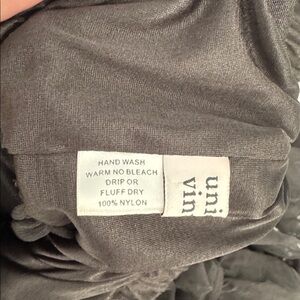 HAND WASH
WARM NO BLEACH
DRIP OR
FLUFF DRY
100% NYLON
uni
vin